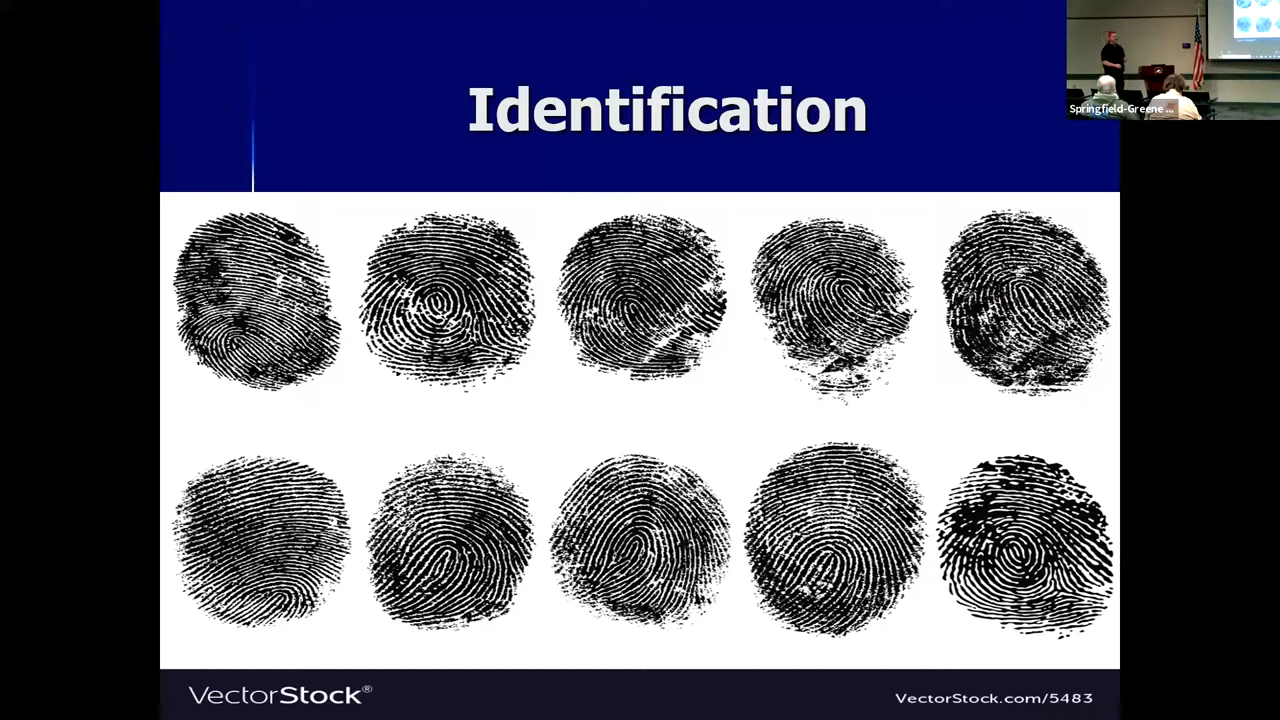 Identification
Springfield-Greene ...
VectorStock®
VectorStock.com/5483